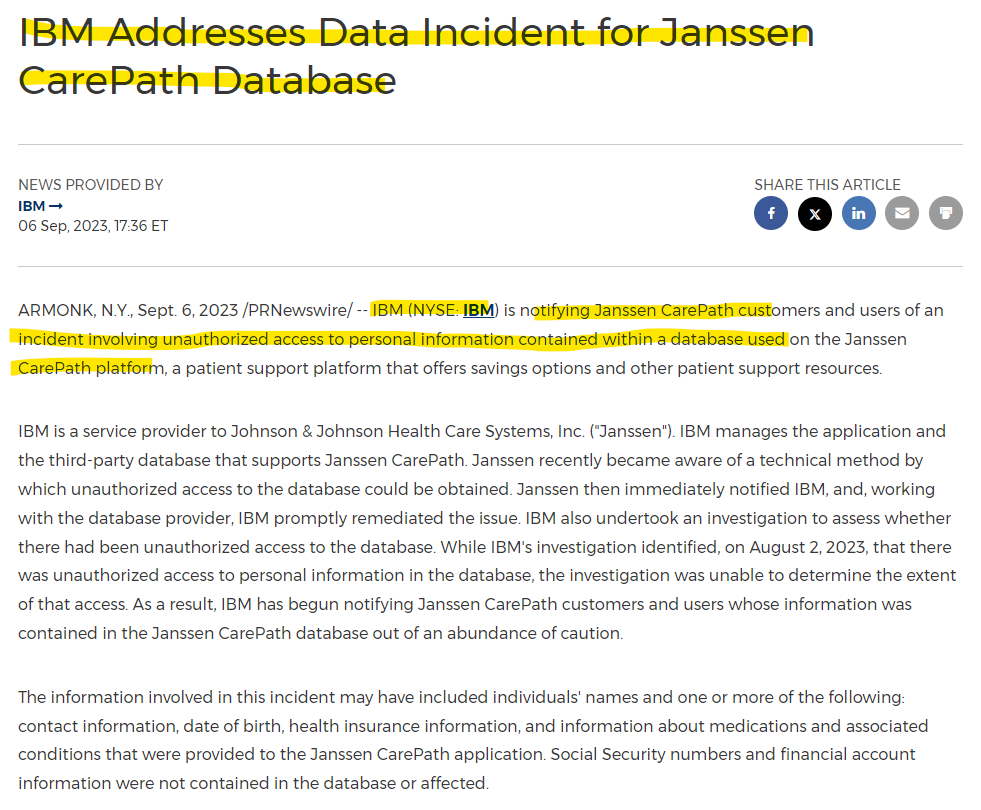 IBM Addresses Data Incident for Janssen
CarePath Database
NEWS PROVIDED BY
IBM →
06 Sep, 2023, 17:36 ET
SHARE THIS ARTICLE
ARMONK, N.Y., Sept. 6, 2023 /PRNewswire/ -- IBM (NYSE: IBM) is notifying Janssen CarePath customers and users of an
incident involving unauthorized access to personal information contained within a database used on the Janssen
CarePath platform, a patient support platform that offers savings options and other patient support resources.
IBM is a service provider to Johnson & Johnson Health Care Systems, Inc. ("Janssen"). IBM manages the application and
the third-party database that supports Janssen CarePath. Janssen recently became aware of a technical method by
which unauthorized access to the database could be obtained. Janssen then immediately notified IBM, and, working
with the database provider, IBM promptly remediated the issue. IBM also undertook an investigation to assess whether
there had been unauthorized access to the database. While IBM's investigation identified, on August 2, 2023, that there
was unauthorized access to personal information in the database, the investigation was unable to determine the extent
of that access. As a result, IBM has begun notifying Janssen CarePath customers and users whose information was
contained in the Janssen CarePath database out of an abundance of caution.
The information involved in this incident may have included individuals' names and one or more of the following:
contact information, date of birth, health insurance information, and information about medications and associated
conditions that were provided to the Janssen CarePath application. Social Security numbers and financial account
information were not contained in the database or affected.